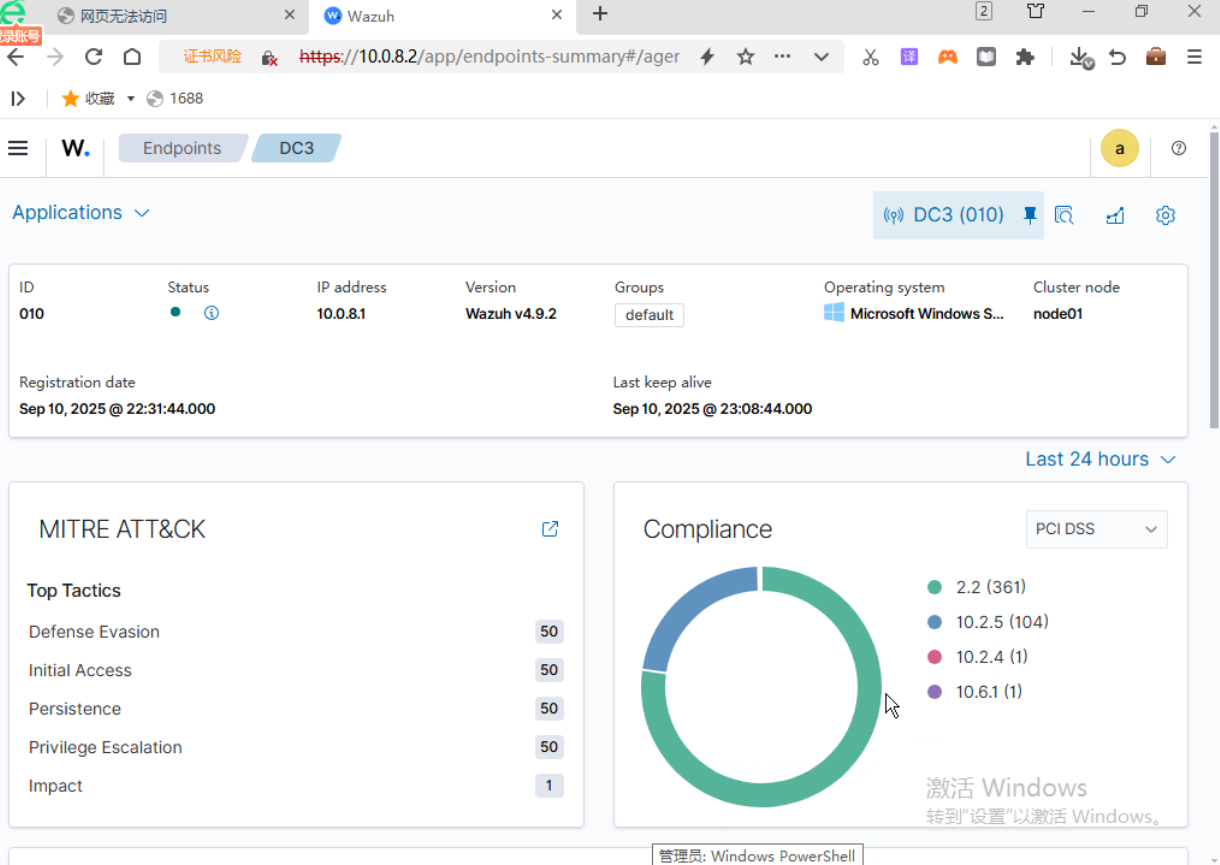 网页无法访问
Wazuh
2
登录账号
证书风险
https://10.0.8.2/app/endpoints-summary#/ager
译
收藏
1688
W.
Endpoints
DC3
a
Applications
DC3 (010)
ID
Status
IP address
Version
Groups
Operating system
Cluster node
010
10.0.8.1
Wazuh v4.9.2
default
Microsoft Windows S...
node01
Registration date
Last keep alive
Sep 10, 2025 @ 22:31:44.000
Sep 10, 2025 @ 23:08:44.000
Last 24 hours
MITRE ATT&CK
Top Tactics
Defense Evasion 50
Initial Access 50
Persistence 50
Privilege Escalation 50
Impact 1
Compliance
PCI DSS
2.2 (361)
10.2.5 (104)
10.2.4 (1)
10.6.1 (1)
激活 Windows
转到“设置”以激活 Windows。
管理员: Windows PowerShell